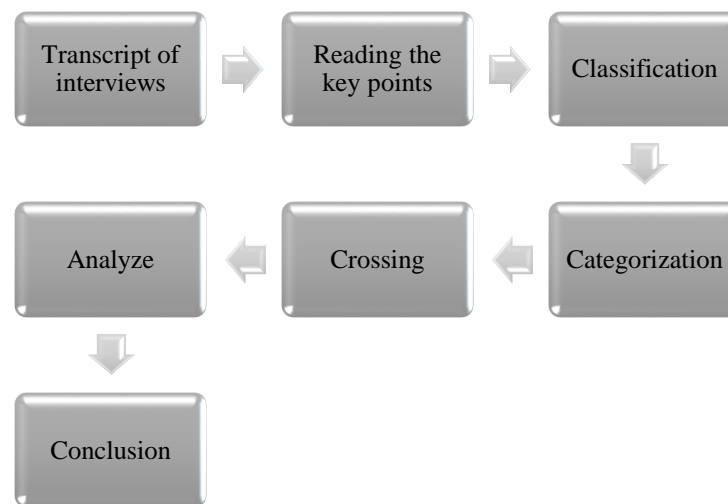 Transcript of
interviews
Reading the
key points
Classification
Categorization
Crossing
Analyze
Conclusion